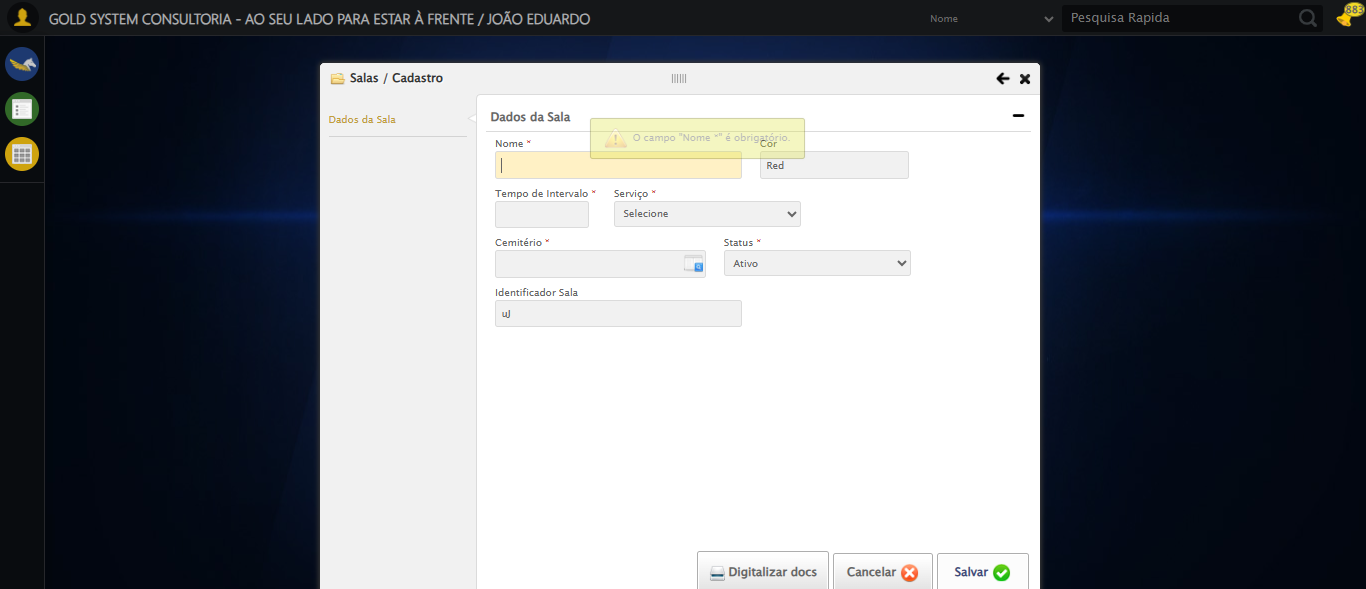 GOLD SYSTEM CONSULTORIA - AO SEU LADO PARA ESTAR À FRENTE / JOÃO EDUARDO
Nome
Pesquisa Rapida
883
Salas / Cadastro
Dados da Sala
Dados da Sala
O campo "Nome *" é obrigatório.
Nome *
Cor
Red
Tempo de Intervalo *
Serviço *
Selecione
Cemitério *
Status *
Ativo
Identificador Sala
uJ
Digitalizar docs
Cancelar
Salvar